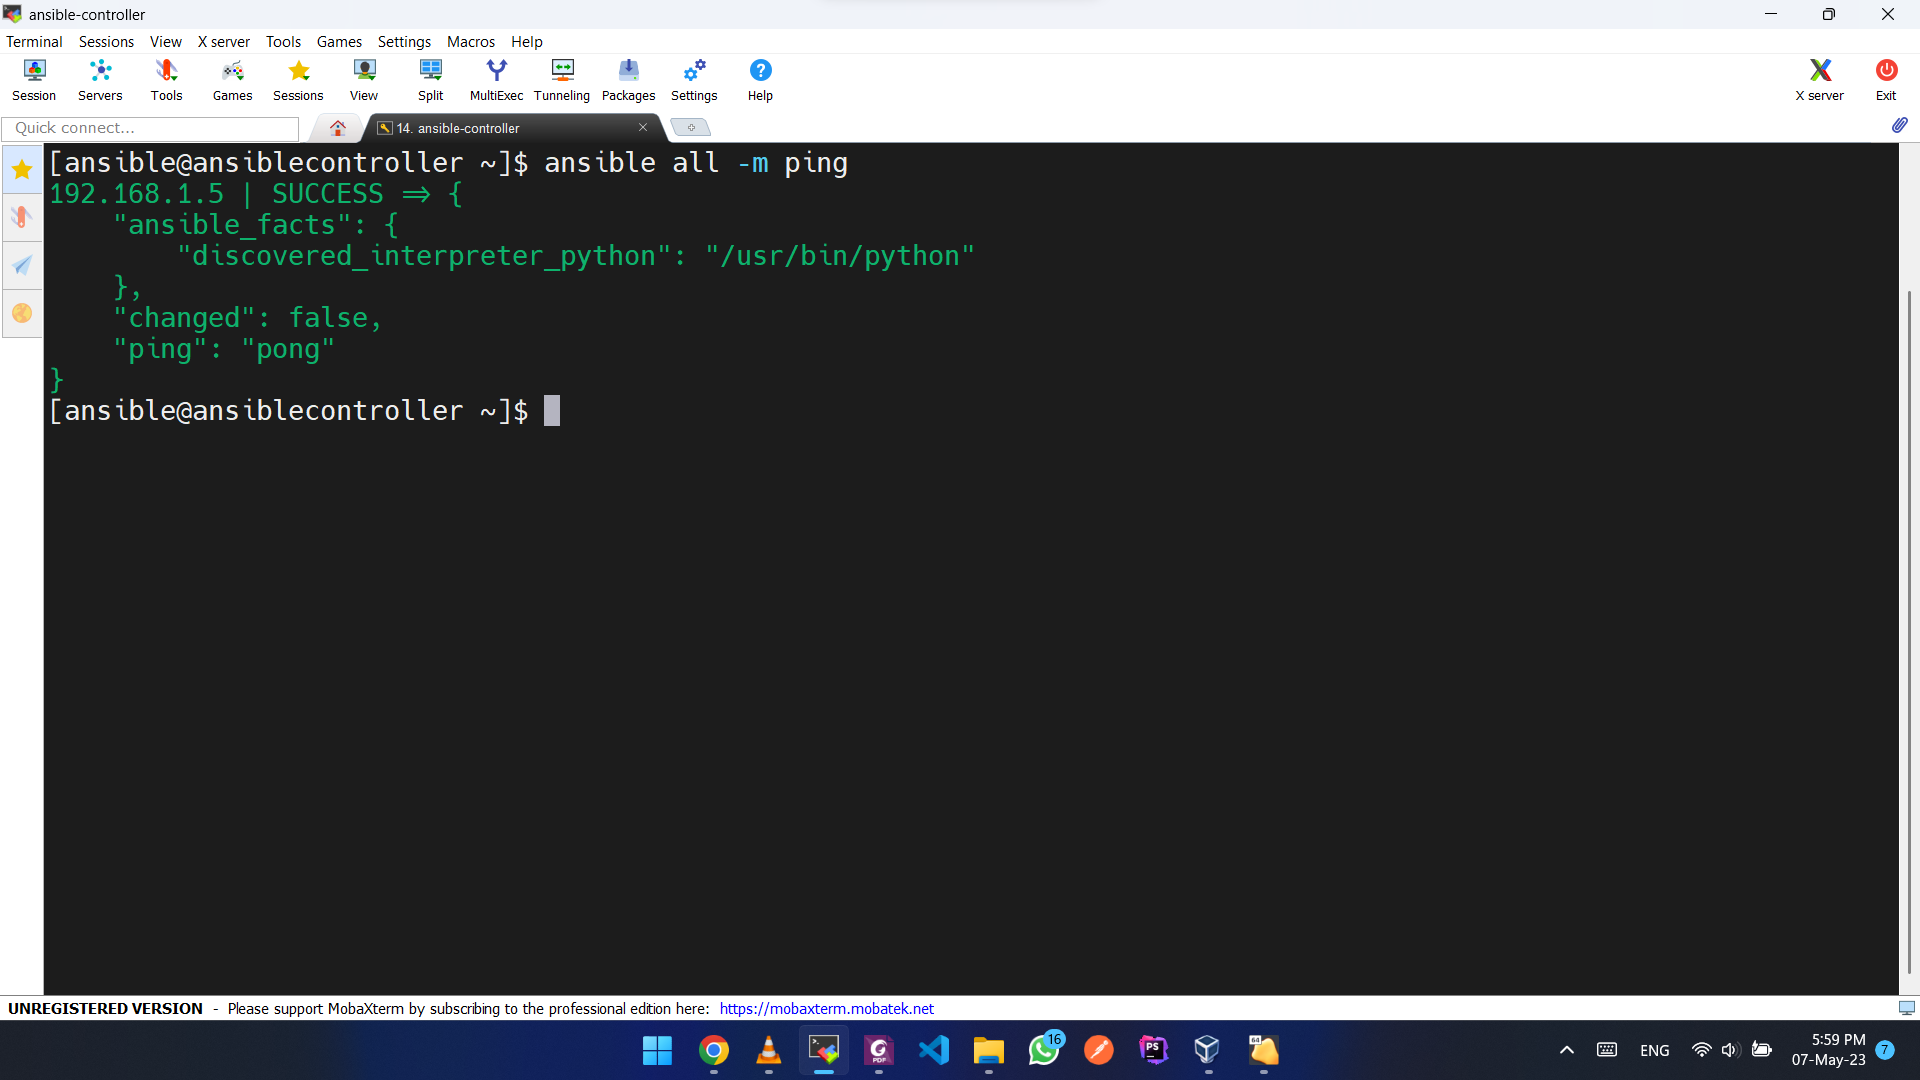 ansible-controller
Terminal Sessions View X server Tools Games Settings Macros Help
Session Servers Tools Games Sessions View Split MultiExec Tunneling Packages Settings Help X server Exit
Quick connect...
14. ansible-controller
[ansible@ansiblecontroller ~]$ ansible all -m ping
192.168.1.5 | SUCCESS => {
    "ansible_facts": {
        "discovered_interpreter_python": "/usr/bin/python"
    },
    "changed": false,
    "ping": "pong"
}
[ansible@ansiblecontroller ~]$
UNREGISTERED VERSION - Please support MobaXterm by subscribing to the professional edition here: https://mobaxterm.mobatek.net
PDF
16
PS
64
ENG
5:59 PM
07-May-23
7